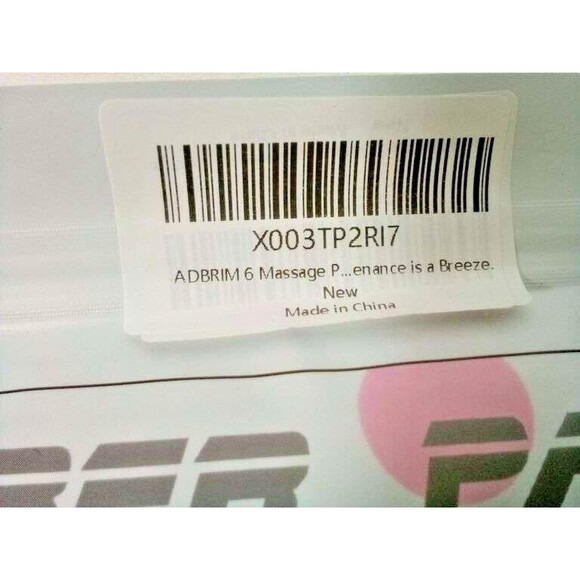 X003TP2RI7
ADBRIM 6 Massage P...enance is a Breeze.
New
Made in China